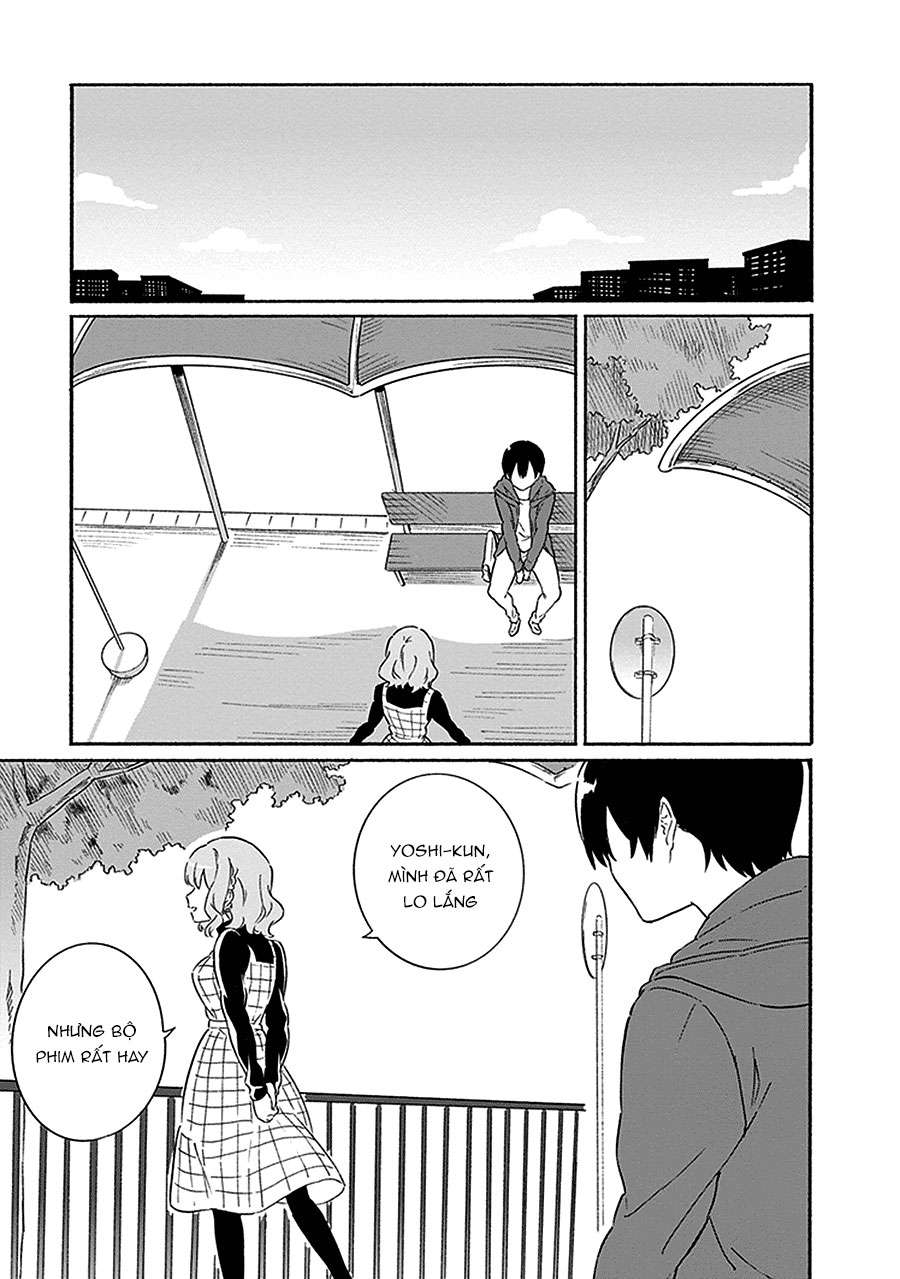 YOSHI-KUN,
MÌNH ĐÃ RẤT
LO LẮNG
NHƯNG BỘ
PHIM RẤT HAY